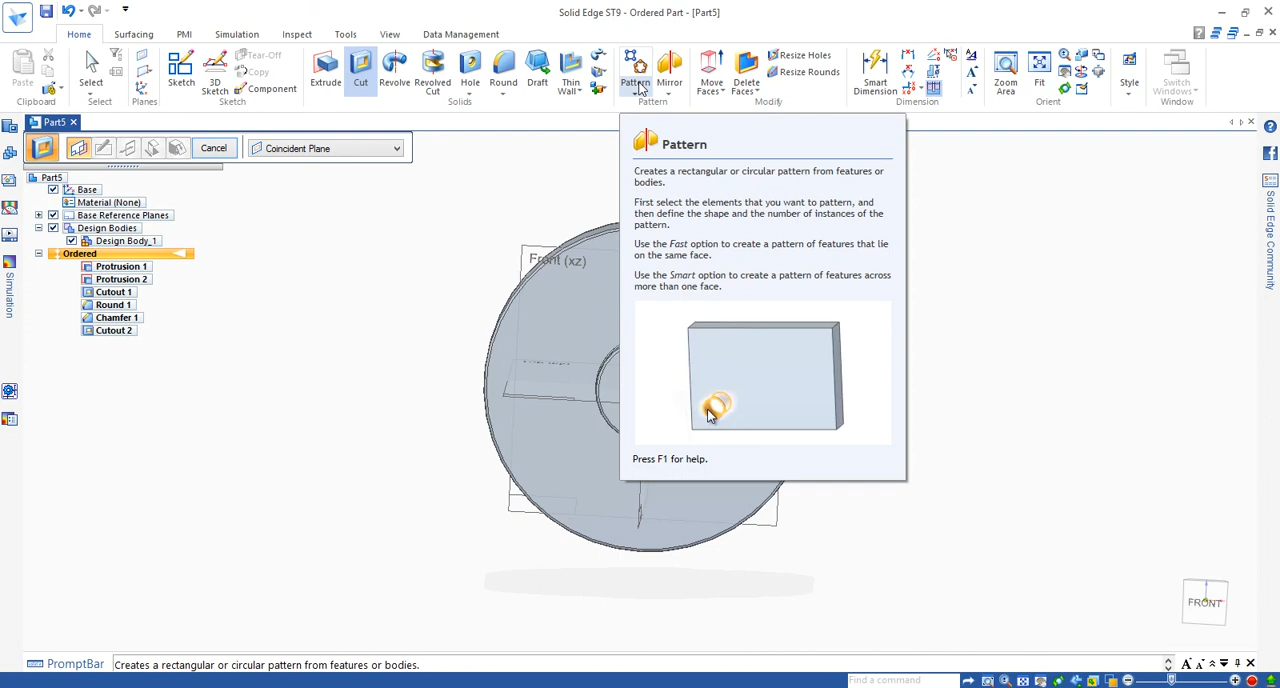 Solid Edge ST9 - Ordered Part - [Part5]
Home Surfacing PMI Simulation Inspect Tools View Data Management
Paste
Clipboard
Select
Select
Planes
Sketch 3D Sketch
Tear-Off
Copy
Component
Sketch
Extrude Cut Revolve Revolved Cut Hole Round Draft Thin Wall
Solids
Pattern Mirror
Pattern
Move Faces Delete Faces
Resize Holes
Resize Rounds
Modify
Smart Dimension
Dimension
Zoom Area Fit
Orient
Style
Switch Windows
Window
Part5
Cancel
Coincident Plane
Part5
Base
Material (None)
Base Reference Planes
Design Bodies
Design Body_1
Ordered
Protrusion 1
Protrusion 2
Cutout 1
Round 1
Chamfer 1
Cutout 2
Simulation
Front (xz)
Pattern
Creates a rectangular or circular pattern from features or
bodies.
First select the elements that you want to pattern, and
then define the shape and the number of instances of the
pattern.
Use the Fast option to create a pattern of features that lie
on the same face.
Use the Smart option to create a pattern of features across
more than one face.
Press F1 for help.
Solid Edge Community
FRONT
PromptBar
Creates a rectangular or circular pattern from features or bodies.
Find a command